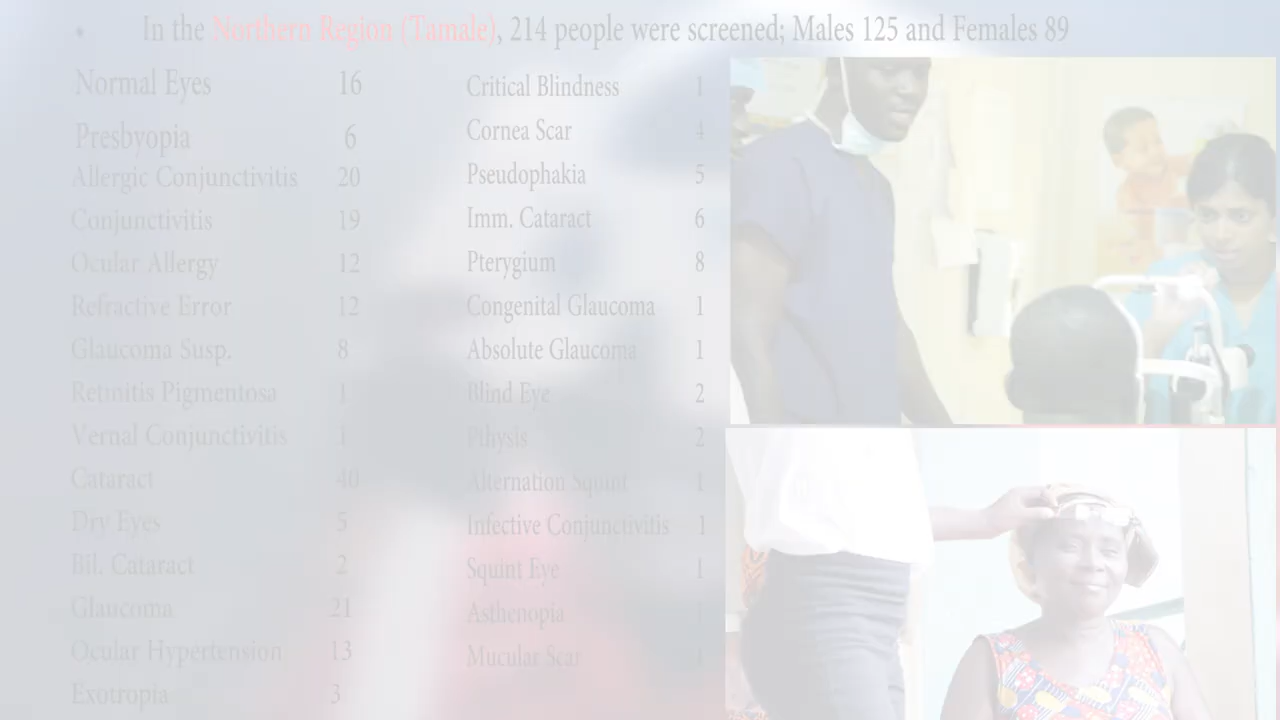 • In the Northern Region (Tamale), 214 people were screened; Males 125 and Females 89
Normal Eyes 16
Presbyopia 6
Allergic Conjunctivitis 20
Conjunctivitis 19
Ocular Allergy 12
Refractive Error 12
Glaucoma Susp. 8
Retinitis Pigmentosa 1
Vernal Conjunctivitis 1
Cataract 40
Dry Eyes 5
Bil. Cataract 2
Glaucoma 21
Ocular Hypertension 13
Exotropia 3
Critical Blindness 1
Cornea Scar 4
Pseudophakia 5
Imm. Cataract 6
Pterygium 8
Congenital Glaucoma 1
Absolute Glaucoma 1
Blind Eye 2
Pthysis 2
Alternation Squint 1
Infective Conjunctivitis 1
Squint Eye 1
Asthenopia 1
Mucular Scar 1